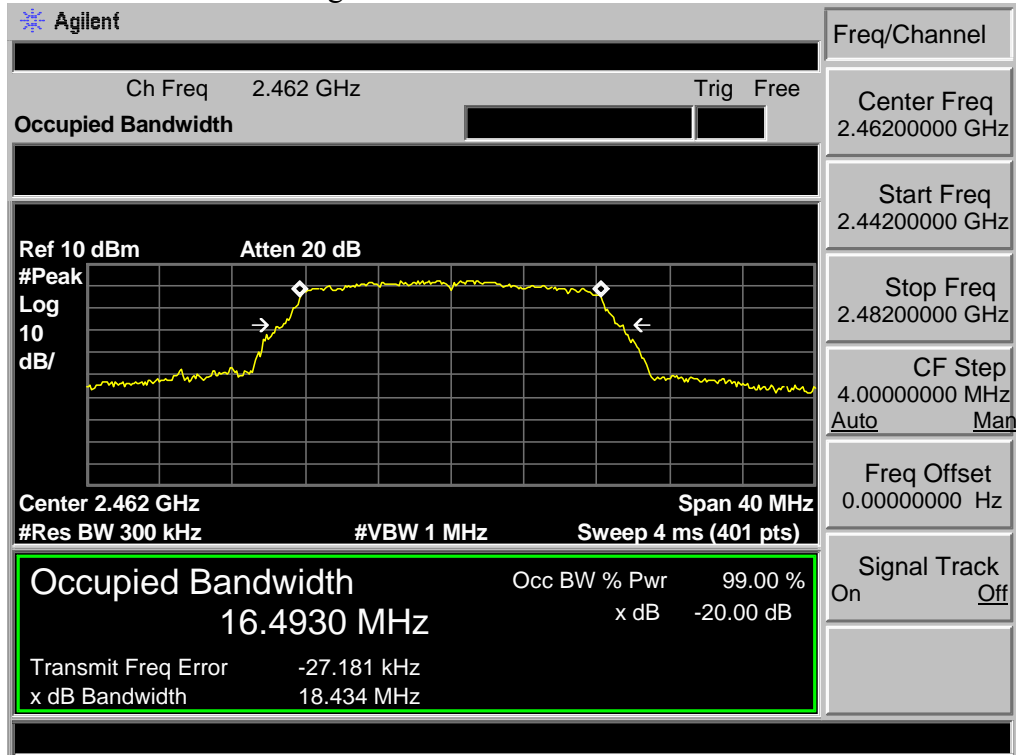 Agilent
Freq/Channel
Ch Freq 2.462 GHz Trig Free
Occupied Bandwidth
Center Freq
2.46200000 GHz
Start Freq
2.44200000 GHz
Stop Freq
2.48200000 GHz
CF Step
4.00000000 MHz
Auto Man
Freq Offset
0.00000000 Hz
Signal Track
On Off
Ref 10 dBm Atten 20 dB
#Peak
Log
10
dB/
Center 2.462 GHz Span 40 MHz
#Res BW 300 kHz #VBW 1 MHz Sweep 4 ms (401 pts)
Occupied Bandwidth Occ BW % Pwr 99.00 %
16.4930 MHz x dB -20.00 dB
Transmit Freq Error -27.181 kHz
x dB Bandwidth 18.434 MHz